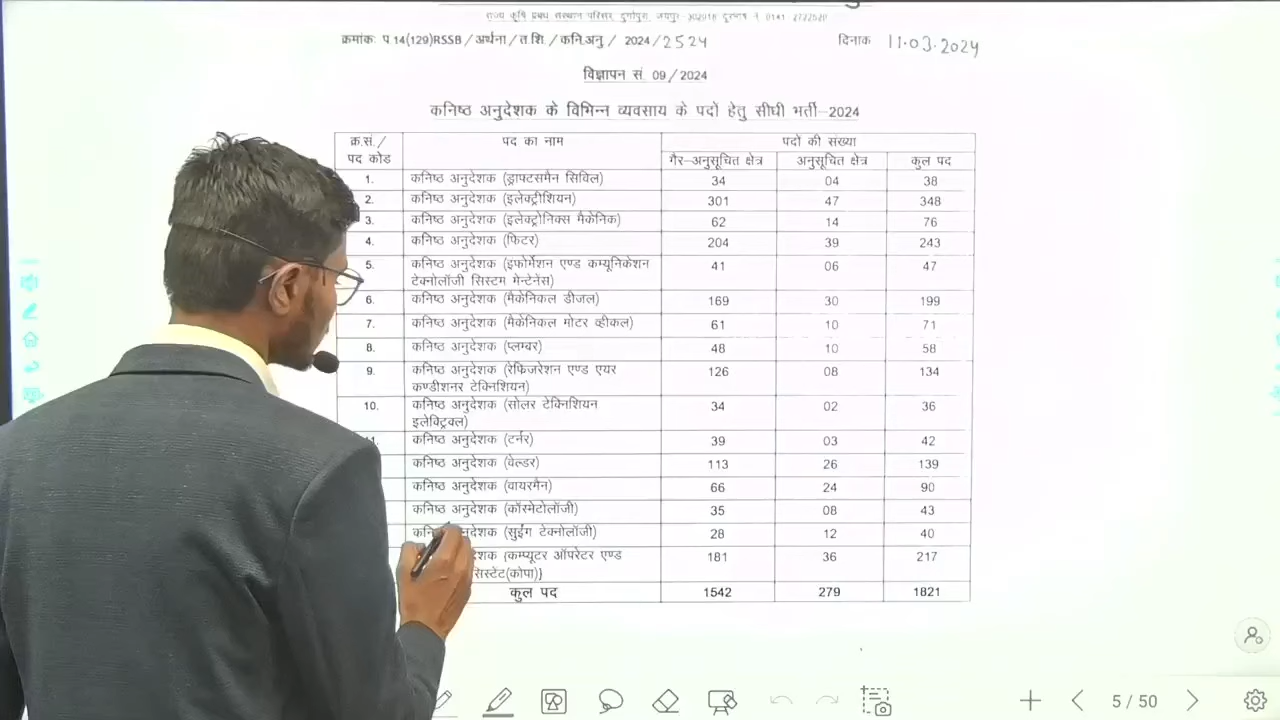 राज्य कृषि प्रबंध संस्थान परिसर, दुर्गापुरा, जयपुर-302018 दूरभाष नं 0141 2722520
क्रमांकः प 14(129)RSSB/अर्थना/त.शि./कनि.अनु/ 2024/2524 दिनांक 11.03.2024
विज्ञापन सं. 09/2024
कनिष्ठ अनुदेशक के विभिन्न व्यवसाय के पदों हेतु सीधी भर्ती–2024
क्र.सं./ पद का नाम पदों की संख्या
पद कोड गैर–अनुसूचित क्षेत्र अनुसूचित क्षेत्र कुल पद
1. कनिष्ठ अनुदेशक (ड्राफ्टसमैन सिविल) 34 04 38
2. कनिष्ठ अनुदेशक (इलेक्ट्रीशियन) 301 47 348
3. कनिष्ठ अनुदेशक (इलेक्ट्रोनिक्स मैकेनिक) 62 14 76
4. कनिष्ठ अनुदेशक (फिटर) 204 39 243
5. कनिष्ठ अनुदेशक (इंफोर्मेशन एण्ड कम्यूनिकेशन 41 06 47
टेक्नोलॉजी सिस्टम मेन्टेनेंस)
6. कनिष्ठ अनुदेशक (मैकेनिकल डीजल) 169 30 199
7. कनिष्ठ अनुदेशक (मैकेनिकल मोटर व्हीकल) 61 10 71
8. कनिष्ठ अनुदेशक (प्लम्बर) 48 10 58
9. कनिष्ठ अनुदेशक (रेफिजरेशन एण्ड एयर 126 08 134
कण्डीशनर टेक्निशियन)
10. कनिष्ठ अनुदेशक (सोलर टेक्निशियन 34 02 36
इलेक्ट्रिक्ल)
कनिष्ठ अनुदेशक (टर्नर) 39 03 42
कनिष्ठ अनुदेशक (वेल्डर) 113 26 139
कनिष्ठ अनुदेशक (वायरमैन) 66 24 90
कनिष्ठ अनुदेशक (कॉस्मेटोलॉजी) 35 08 43
(सुईंग टेक्नोलॉजी) 28 12 40
(कम्प्यूटर ऑपरेटर एण्ड 181 36 217
कुल पद 1542 279 1821
5 / 50